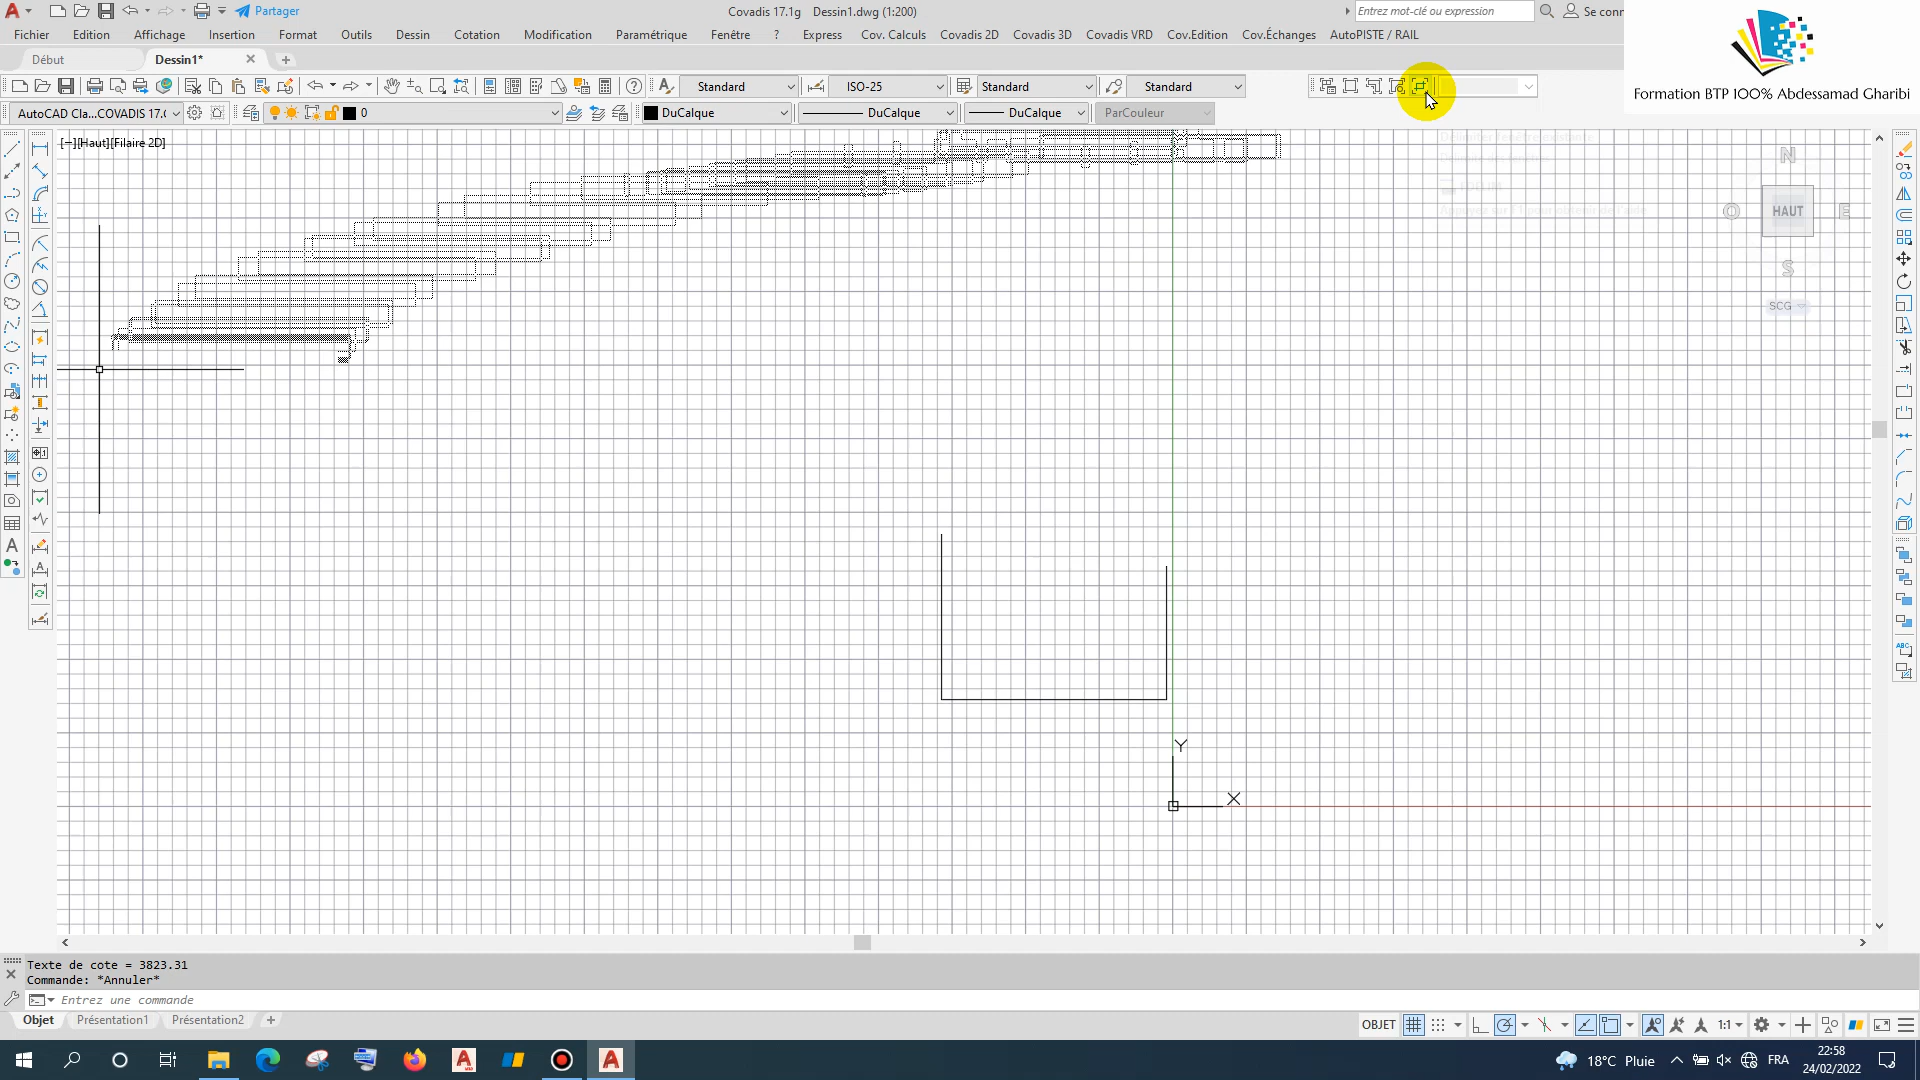 Partager
Covadis 17.1g Dessin1.dwg (1:200)
Entrez mot-clé ou expression
Se conn
Fichier Edition Affichage Insertion Format Outils Dessin Cotation Modification Paramétrique Fenêtre ? Express Cov. Calculs Covadis 2D Covadis 3D Covadis VRD Cov.Edition Cov.Échanges AutoPISTE / RAIL
Début
Dessin1*
Standard
ISO-25
Standard
Standard
Formation BTP 100% Abdessamad Gharibi
AutoCAD Cla...COVADIS 17.(
0
DuCalque
DuCalque
DuCalque
ParCouleur
[−][Haut][Filaire 2D]
Délimiter fenêtre existante
N
O
HAUT
E
S
SCG
Y
X
Texte de cote = 3823.31
Commande: *Annuler*
Entrez une commande
Objet Présentation1 Présentation2 +
OBJET
1:1
18°C Pluie
FRA
22:58
24/02/2022